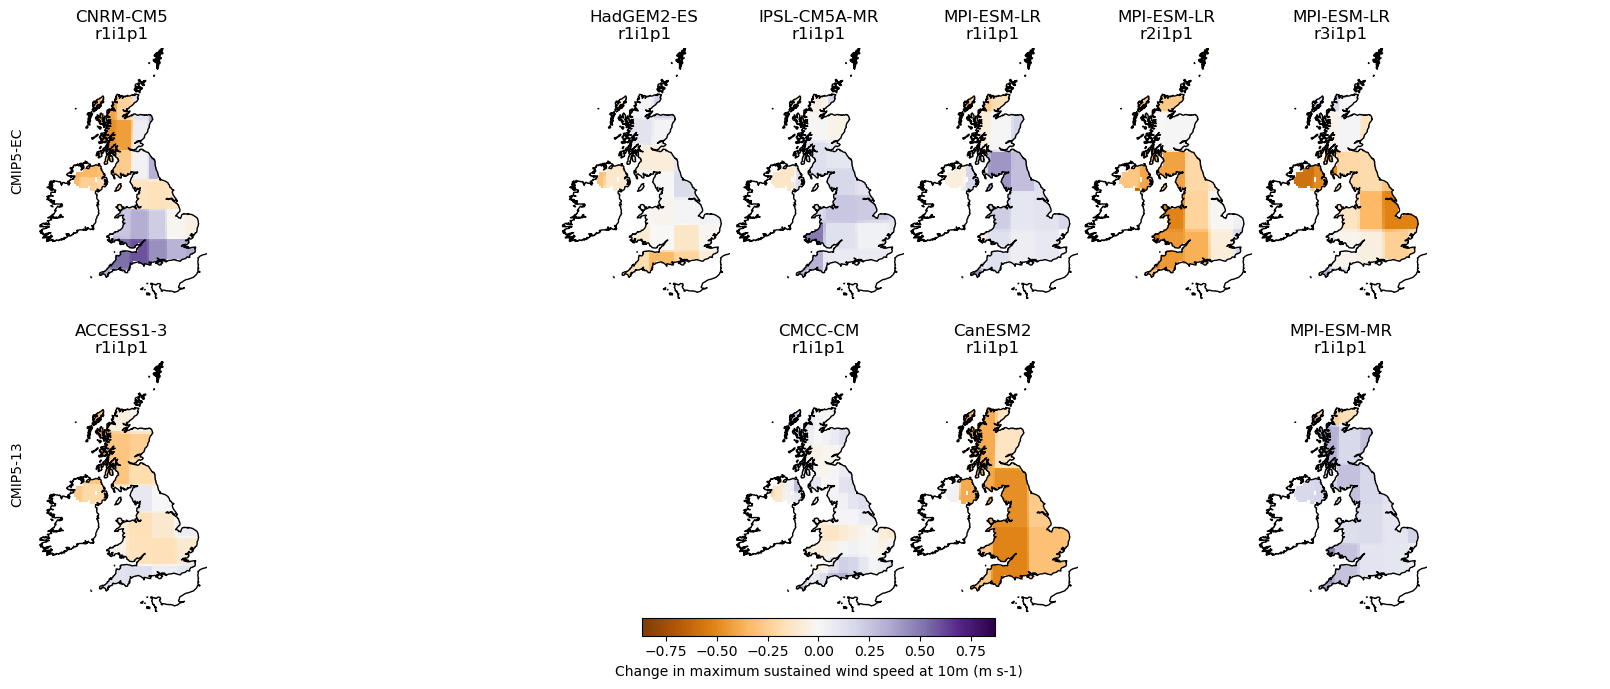 CNRM-CM5
r1i1p1
HadGEM2-ES
r1i1p1
IPSL-CM5A-MR
r1i1p1
MPI-ESM-LR
r1i1p1
MPI-ESM-LR
r2i1p1
MPI-ESM-LR
r3i1p1
CMIP5-EC
ACCESS1-3
r1i1p1
CMCC-CM
r1i1p1
CanESM2
r1i1p1
MPI-ESM-MR
r1i1p1
CMIP5-13
−0.75 −0.50 −0.25 0.00 0.25 0.50 0.75
Change in maximum sustained wind speed at 10m (m s-1)